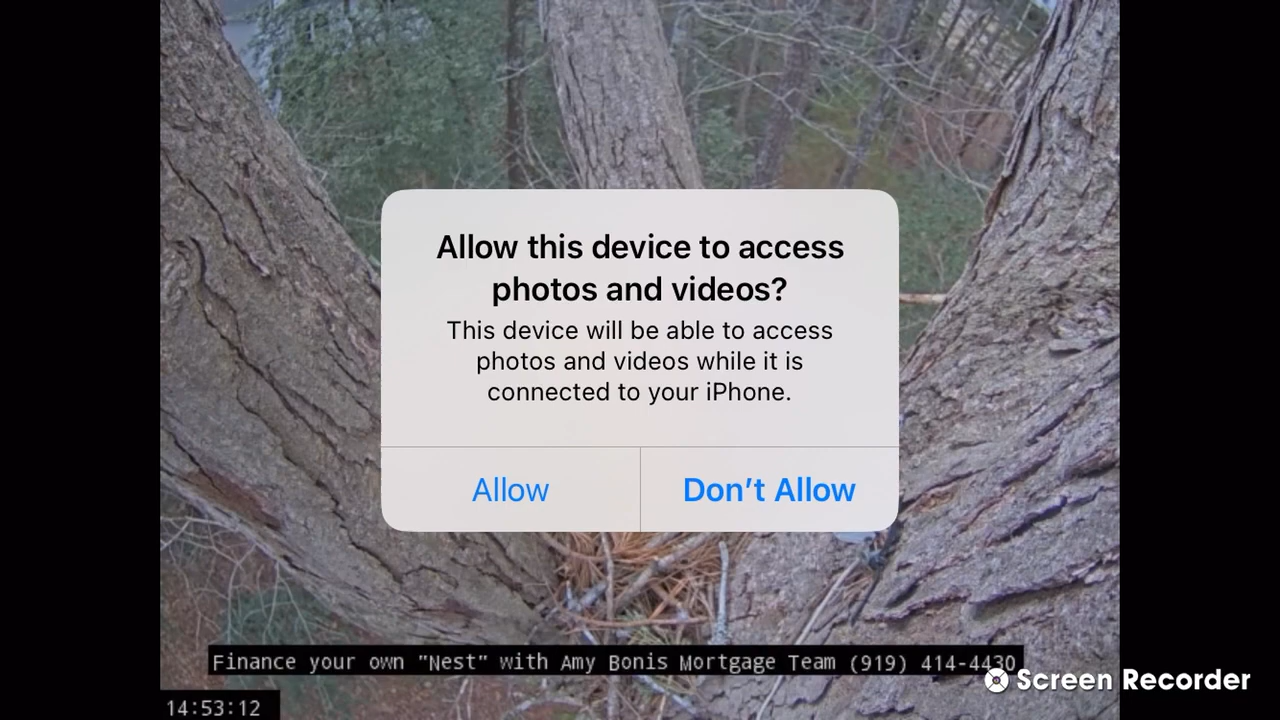 Allow this device to access
photos and videos?
This device will be able to access
photos and videos while it is
connected to your iPhone.
Allow
Don’t Allow
Finance your own "Nest" with Amy Bonis Mortgage Team (919) 414-4430
Screen Recorder
14:53:12